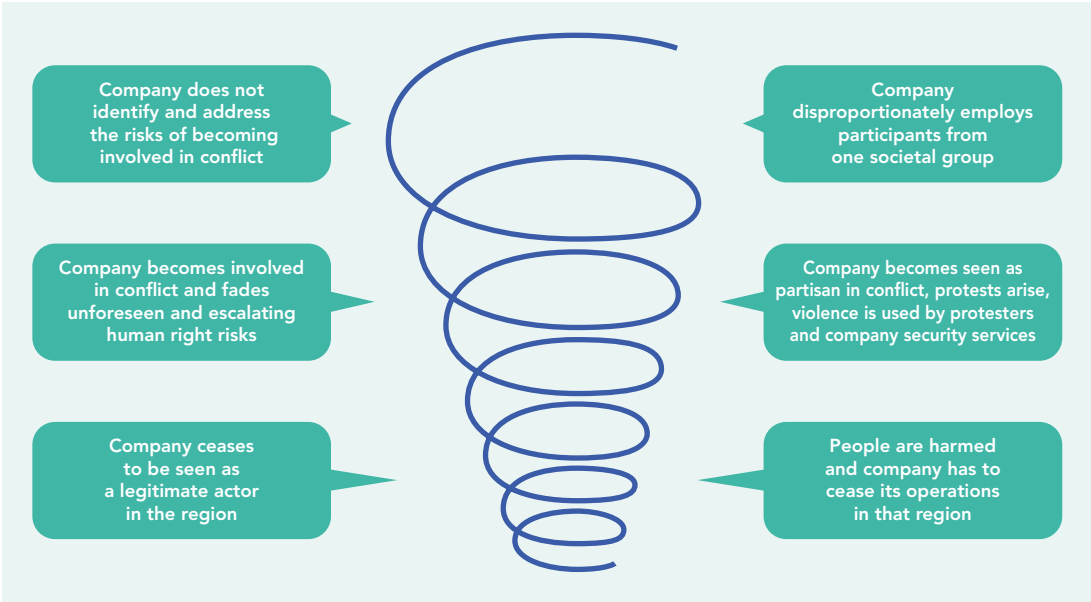 Company does not
identify and address
the risks of becoming
involved in conflict
Company
disproportionately employs
participants from
one societal group
Company becomes involved
in conflict and fades
unforeseen and escalating
human right risks
Company becomes seen as
partisan in conflict, protests arise,
violence is used by protesters
and company security services
Company ceases
to be seen as
a legitimate actor
in the region
People are harmed
and company has to
cease its operations
in that region